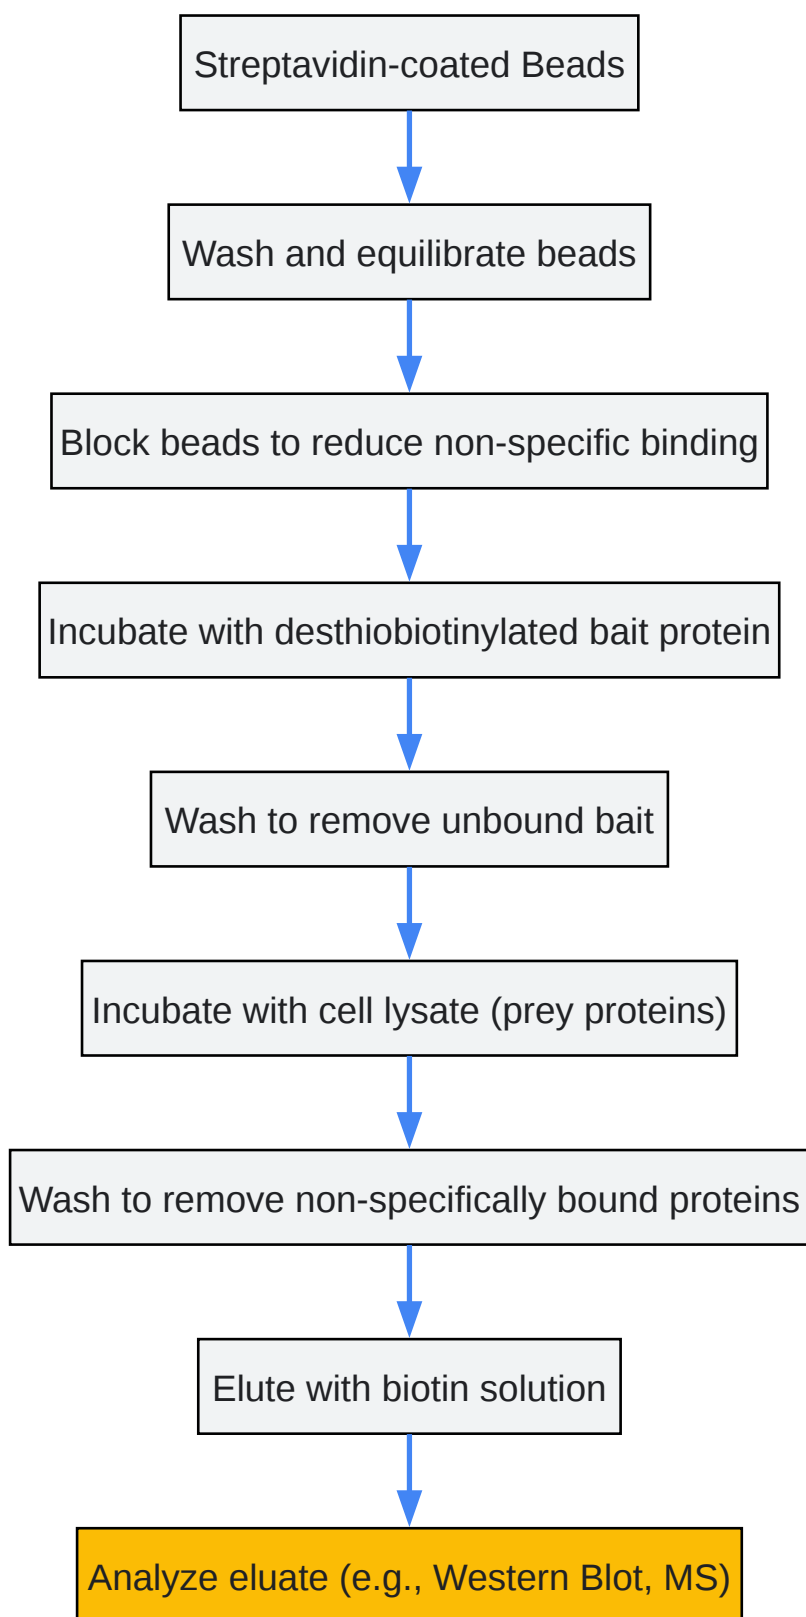 Streptavidin-coated Beads
Wash and equilibrate beads
Block beads to reduce non-specific binding
Incubate with desthiobiotinylated bait protein
Wash to remove unbound bait
Incubate with cell lysate (prey proteins)
Wash to remove non-specifically bound proteins
Elute with biotin solution
Analyze eluate (e.g., Western Blot, MS)